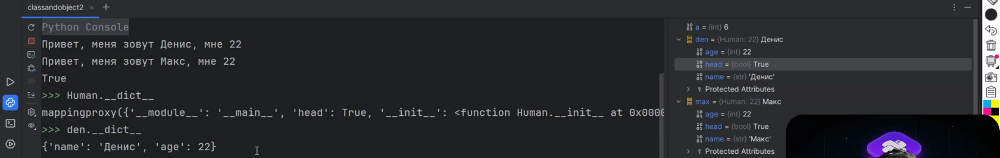 classandobject2
Python Console
Привет, меня зовут Денис, мне 22
Привет, меня зовут Макс, мне 22
True
>>> Human.__dict__
mappingproxy({'__module__': '__main__', 'head': True, '__init__': <function Human.__init__ at 0x0000
>>> den.__dict__
{'name': 'Денис', 'age': 22}
a = {int} 6
den = {Human: 22} Денис
age = {int} 22
head = {bool} True
name = {str} 'Денис'
Protected Attributes
max = {Human: 22} Макс
age = {int} 22
head = {bool} True
name = {str} 'Макс'
Protected Attributes